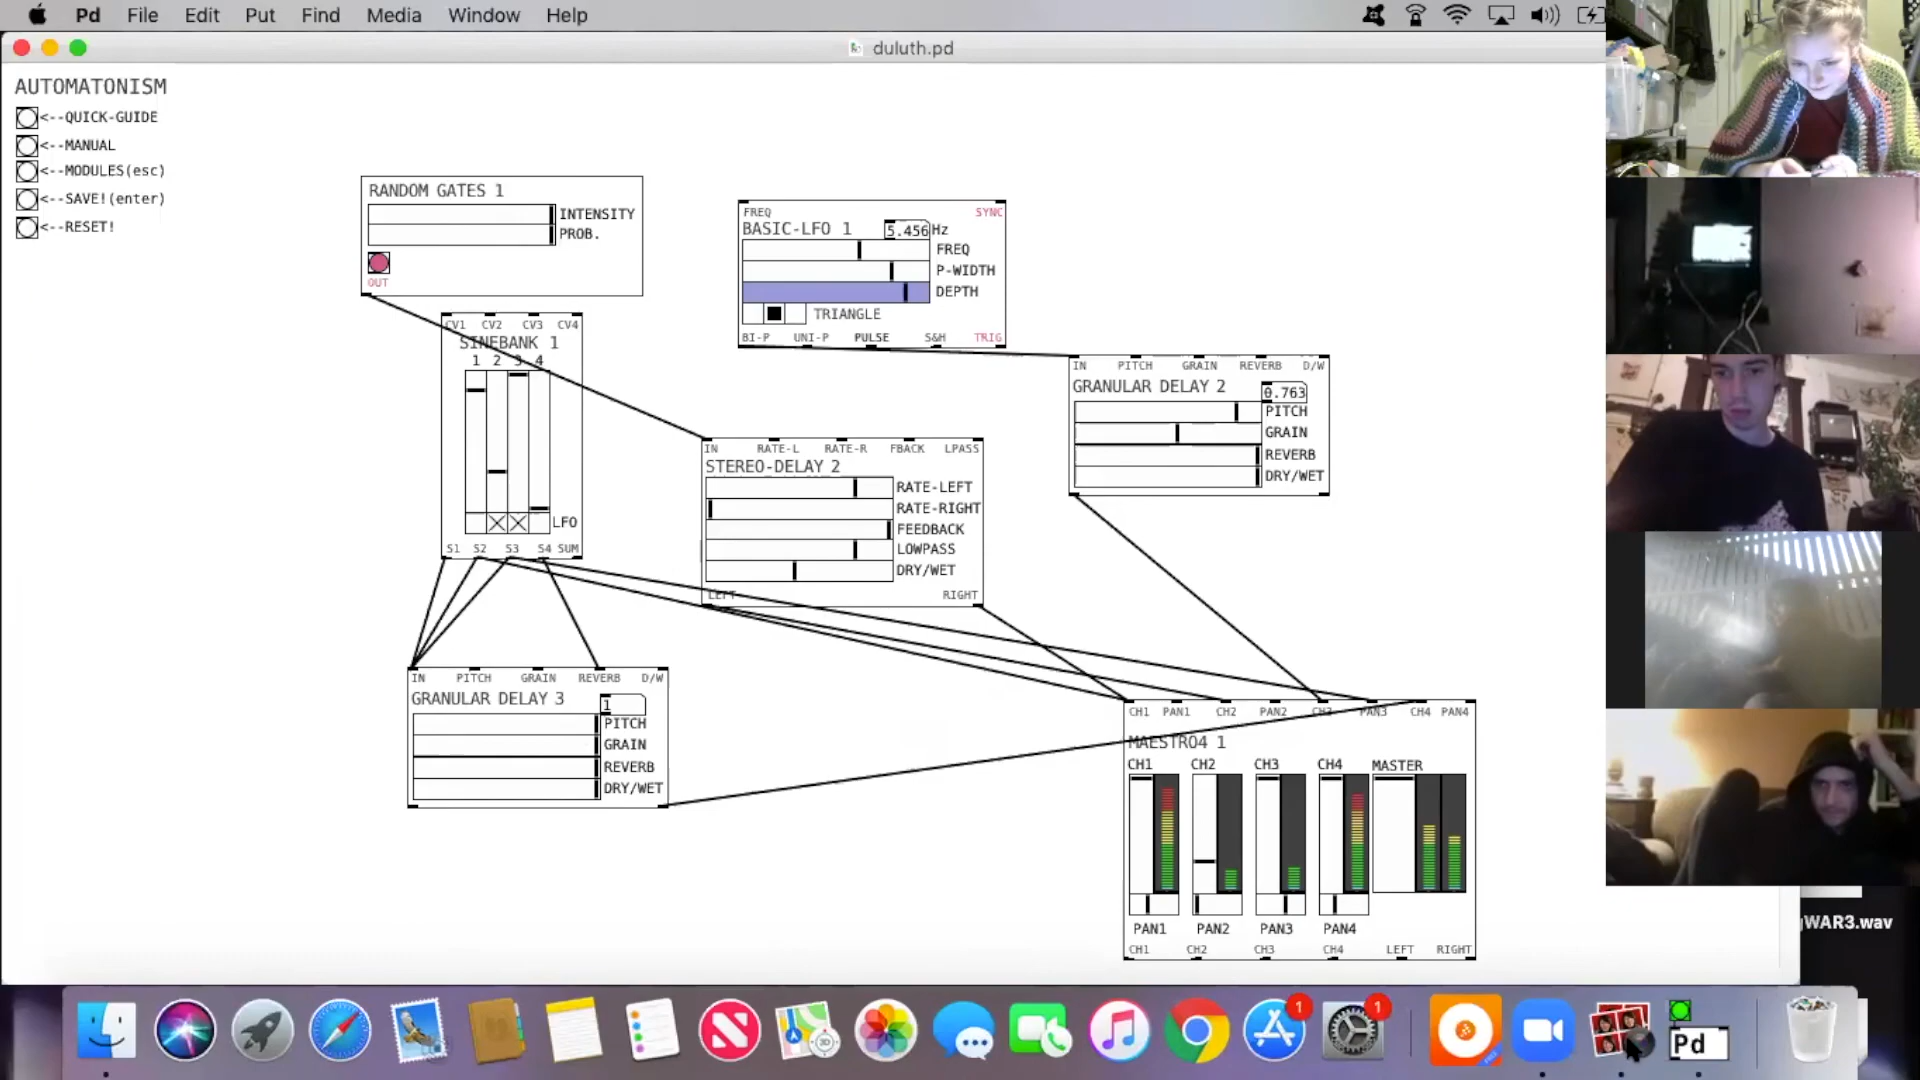 Pd File Edit Put Find Media Window Help
duluth.pd
AUTOMATONISM
<--QUICK-GUIDE
<--MANUAL
<--MODULES(esc)
<--SAVE!(enter)
<--RESET!
RANDOM GATES 1
INTENSITY
PROB.
OUT
FREQ SYNC
BASIC-LFO 1 5.456 Hz
FREQ
P-WIDTH
DEPTH
TRIANGLE
BI-P UNI-P PULSE S&H TRIG
CV1 CV2 CV3 CV4
SINEBANK 1
1 2 3 4
LFO
S1 S2 S3 S4 SUM
IN PITCH GRAIN REVERB D/W
GRANULAR DELAY 2 0.763
PITCH
GRAIN
REVERB
DRY/WET
IN RATE-L RATE-R FBACK LPASS
STEREO-DELAY 2
RATE-LEFT
RATE-RIGHT
FEEDBACK
LOWPASS
DRY/WET
LEFT RIGHT
IN PITCH GRAIN REVERB D/W
GRANULAR DELAY 3 1
PITCH
GRAIN
REVERB
DRY/WET
CH1 PAN1 CH2 PAN2 CH3 PAN3 CH4 PAN4
MAESTRO4 1
CH1 CH2 CH3 CH4 MASTER
PAN1 PAN2 PAN3 PAN4
CH1 CH2 CH3 CH4 LEFT RIGHT
WAR3.wav
3D
1
1
Pd